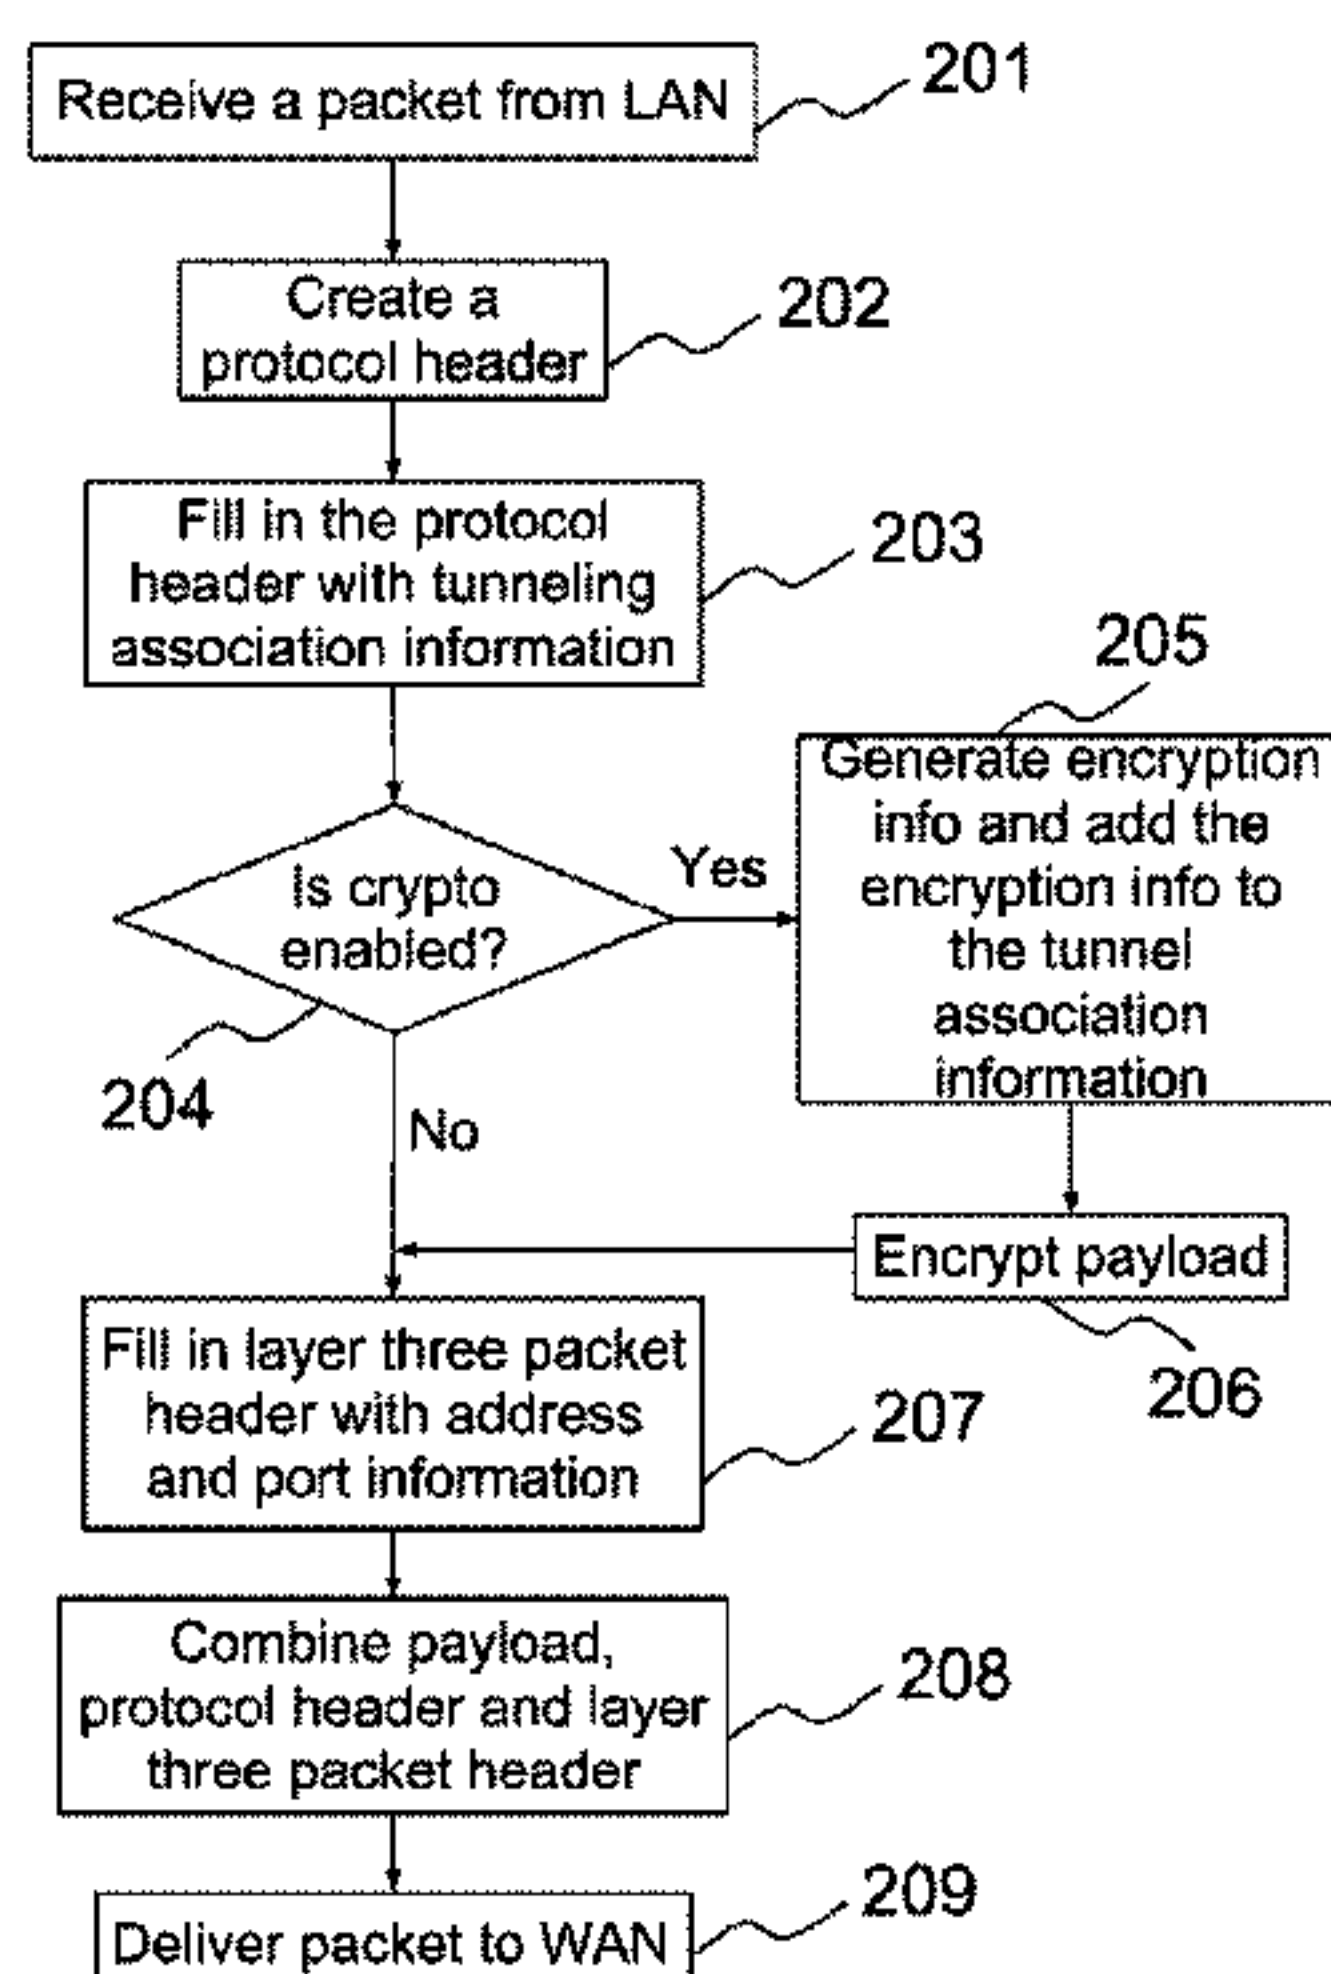 Receive a packet from LAN
201
Create a
protocol header
202
Fill in the protocol
header with tunneling
association information
203
Is crypto
enabled?
204
Yes
No
205
Generate encryption
info and add the
encryption info to
the tunnel
association
information
Encrypt payload
206
Fill in layer three packet
header with address
and port information
207
Combine payload,
protocol header and layer
three packet header
208
Deliver packet to WAN
209